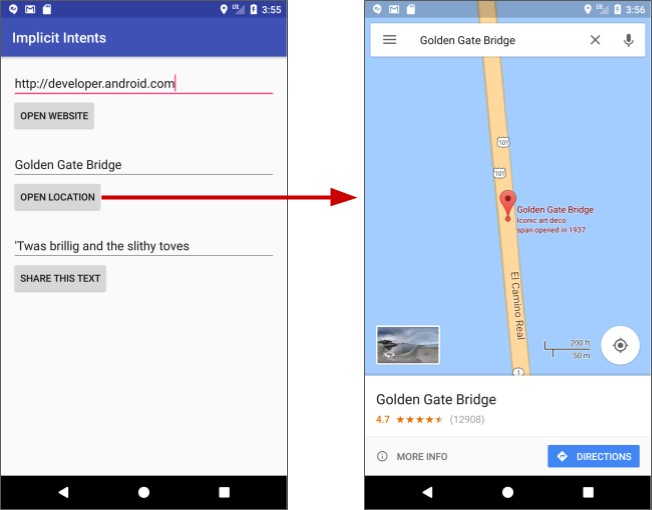 3:55
Implicit Intents
http://developer.android.com
OPEN WEBSITE
Golden Gate Bridge
OPEN LOCATION
'Twas brillig and the slithy toves
SHARE THIS TEXT
3:56
Golden Gate Bridge
101
101
Golden Gate Bridge
Iconic art deco
span opened in 1937
El Camino Real
200 ft
50 m
1
Golden Gate Bridge
4.7 (12908)
MORE INFO
DIRECTIONS